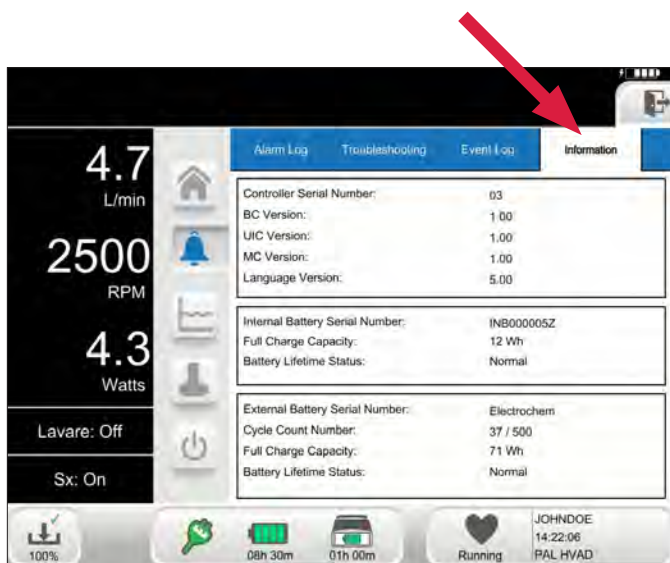 4.7
L/min
2500
RPM
4.3
Watts
Lavare: Off
Sx: On
Alarm Log Troubleshooting Event Log Information
Controller Serial Number: 03
BC Version: 1.00
UIC Version: 1.00
MC Version: 1.00
Language Version: 5.00
Internal Battery Serial Number: INB000005Z
Full Charge Capacity: 12 Wh
Battery Lifetime Status: Normal
External Battery Serial Number: Electrochem
Cycle Count Number: 37 / 500
Full Charge Capacity: 71 Wh
Battery Lifetime Status: Normal
100%
08h 30m
01h 00m
Running
JOHNDOE
14:22:06
PAL HVAD